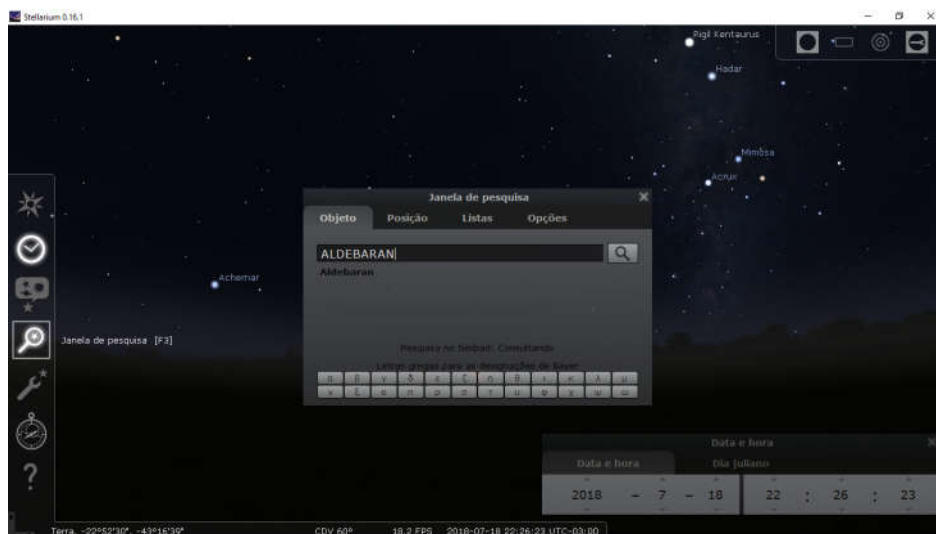 Stellarium 0.16.1
Rigil Kentaurus
Hadar
Mimosa
Acrux
Janela de pesquisa
Objeto Posição Listas Opções
ALDEBARAN
Aldebaran
Achernar
Janela de pesquisa [F3]
Pesquisa no Simbad: Consultando
Letras gregas para as designações de Bayer
α β γ δ ε ζ η θ ι κ λ μ
ν ξ ο π ρ σ τ υ φ χ ψ ω
Data e hora
Data e hora Dia Juliano
2018 - 7 - 18 22 : 26 : 23
?
Terra, -22°52'30", -43°16'39" CDV 60° 18.2 FPS 2018-07-18 22:26:23 UTC-03:00